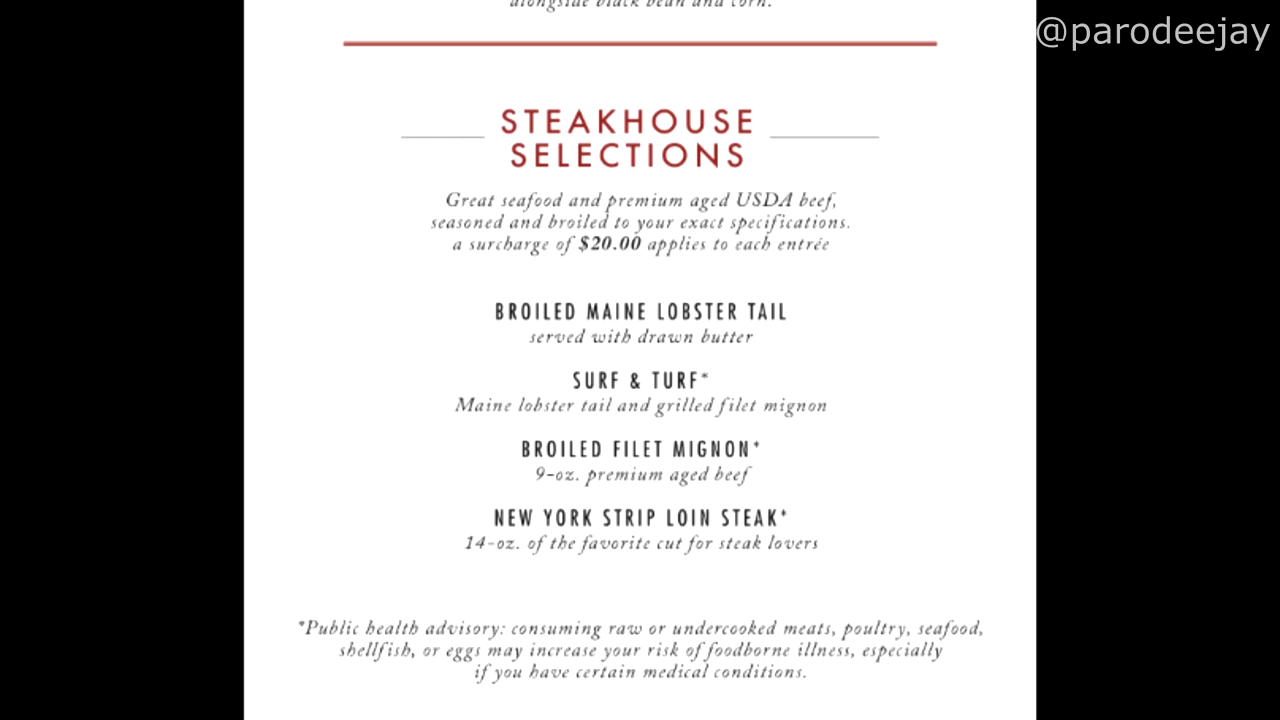 alongside black bean and corn.
@parodeejay
STEAKHOUSE
SELECTIONS
Great seafood and premium aged USDA beef,
seasoned and broiled to your exact specifications.
a surcharge of $20.00 applies to each entrée
BROILED MAINE LOBSTER TAIL
served with drawn butter
SURF & TURF*
Maine lobster tail and grilled filet mignon
BROILED FILET MIGNON*
9-oz. premium aged beef
NEW YORK STRIP LOIN STEAK*
14-oz. of the favorite cut for steak lovers
*Public health advisory: consuming raw or undercooked meats, poultry, seafood,
shellfish, or eggs may increase your risk of foodborne illness, especially
if you have certain medical conditions.